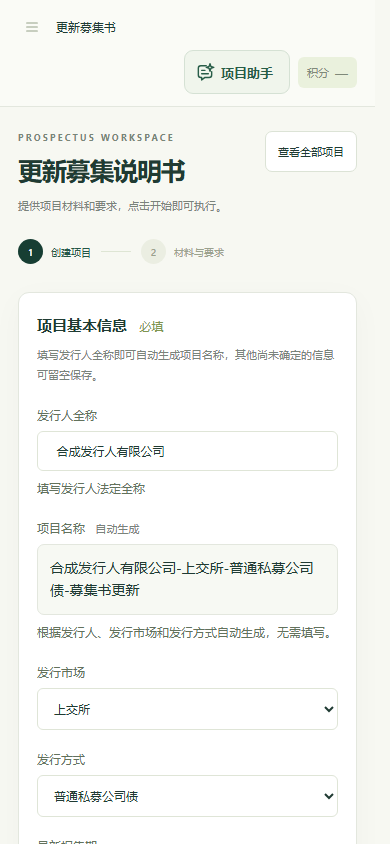 更新募集书
项目助手
积分 —
PROSPECTUS WORKSPACE
更新募集说明书
查看全部项目
提供项目材料和要求，点击开始即可执行。
1 创建项目 2 材料与要求
项目基本信息 必填
填写发行人全称即可自动生成项目名称，其他尚未确定的信息
可留空保存。
发行人全称
合成发行人有限公司
填写发行人法定全称
项目名称 自动生成
合成发行人有限公司-上交所-普通私募公司
债-募集书更新
根据发行人、发行市场和发行方式自动生成，无需填写。
发行市场
上交所
发行方式
普通私募公司债